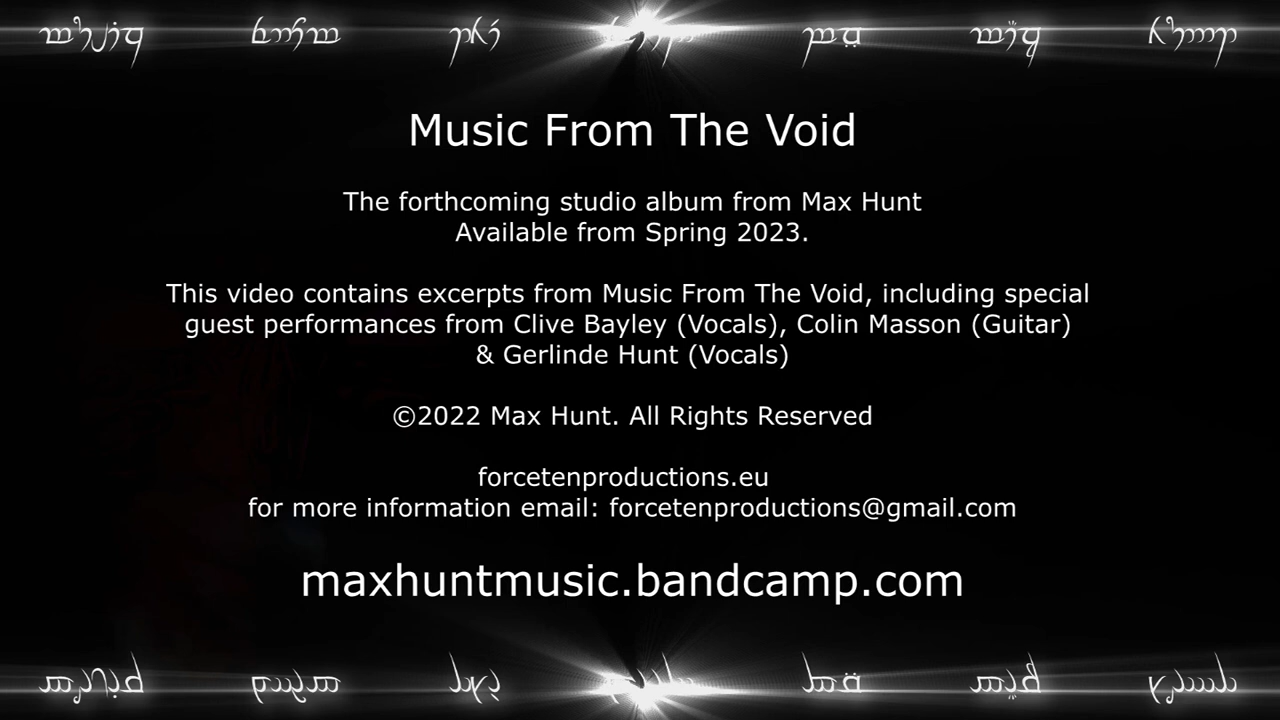 Music From The Void
The forthcoming studio album from Max Hunt
Available from Spring 2023.
This video contains excerpts from Music From The Void, including special
guest performances from Clive Bayley (Vocals), Colin Masson (Guitar)
& Gerlinde Hunt (Vocals)
©2022 Max Hunt. All Rights Reserved
forcetenproductions.eu
for more information email: forcetenproductions@gmail.com
maxhuntmusic.bandcamp.com